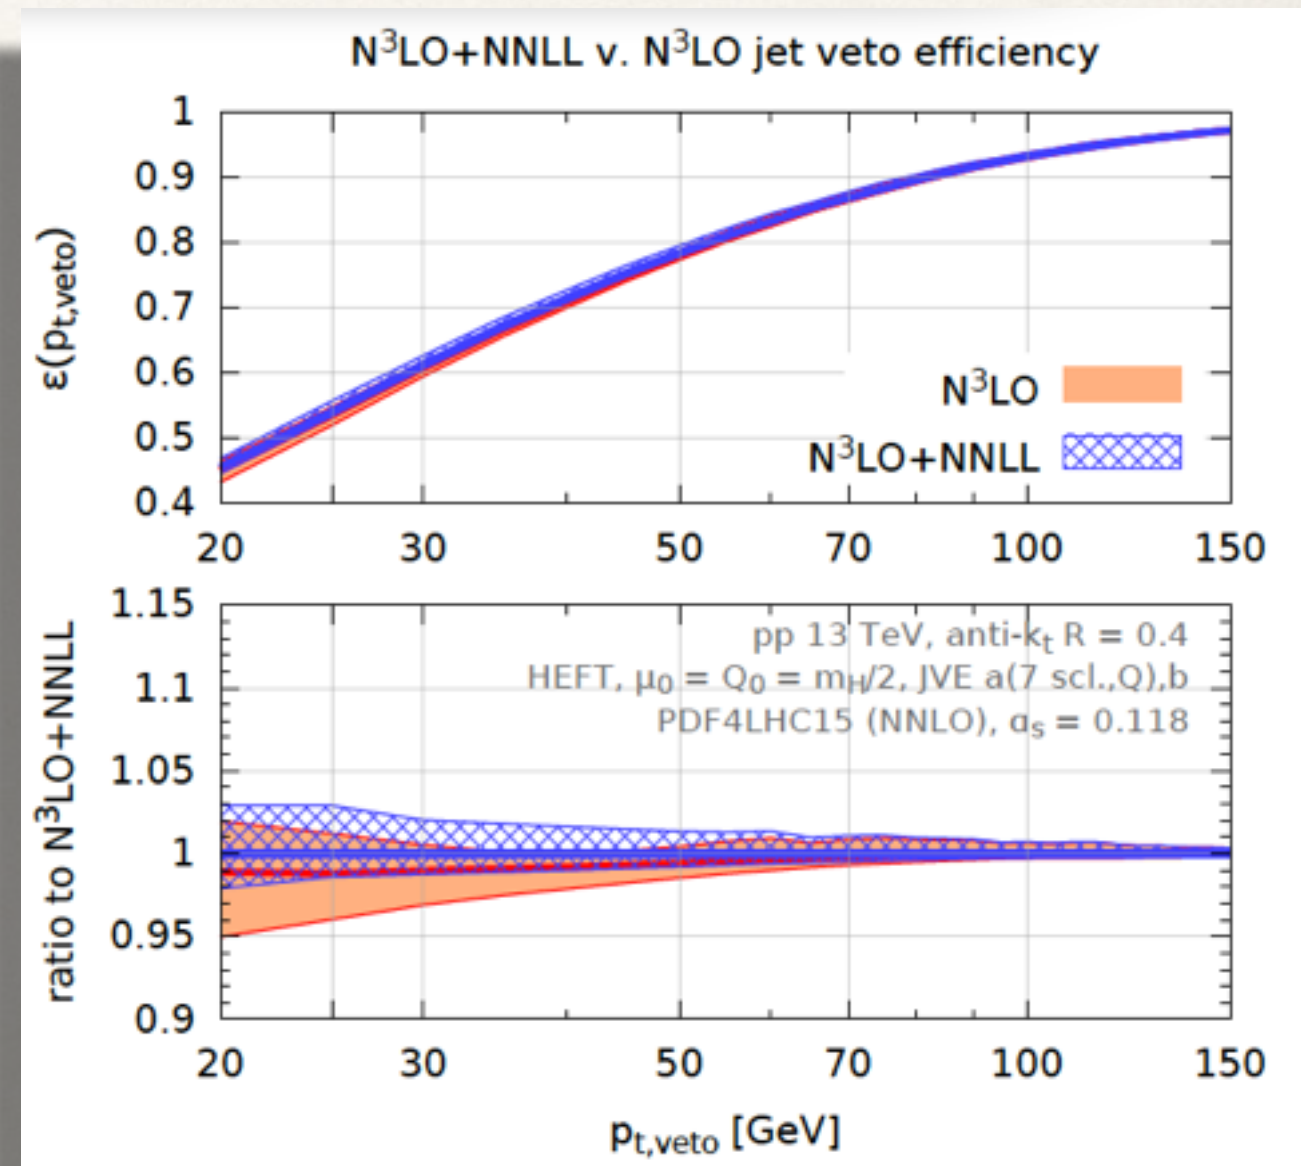 N³LO+NNLL v. N³LO jet veto efficiency
1
0.9
0.8
0.7
0.6
0.5
0.4
ε(pt,veto)
N³LO
N³LO+NNLL
20 30 50 70 100 150
1.15
1.1
1.05
1
0.95
0.9
ratio to N³LO+NNLL
pp 13 TeV, anti-kt R = 0.4
HEFT, μ0 = Q0 = mH/2, JVE a(7 scl.,Q),b
PDF4LHC15 (NNLO), αs = 0.118
20 30 50 70 100 150
pt,veto [GeV]